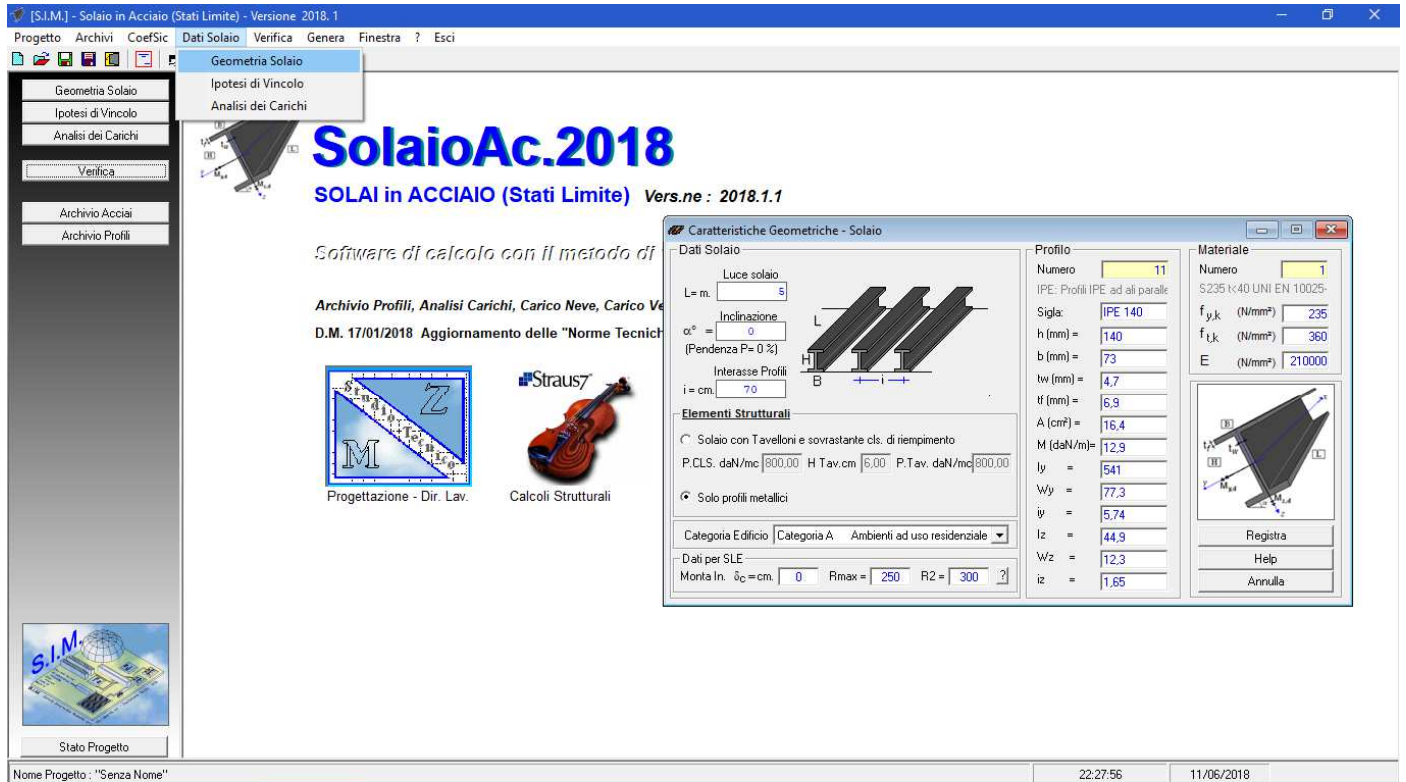 [S.I.M.] - Solaio in Acciaio (Stati Limite) - Versione 2018. 1
Progetto Archivi CoefSic Dati Solaio Verifica Genera Finestra ? Esci
Geometria Solaio
Ipotesi di Vincolo
Analisi dei Carichi
Geometria Solaio
Ipotesi di Vincolo
Analisi dei Carichi
Verifica
Archivio Acciai
Archivio Profili
SolaioAc.2018
SOLAI in ACCIAIO (Stati Limite) Vers.ne : 2018.1.1
Software di calcolo con il metodo di
Archivio Profili, Analisi Carichi, Carico Neve, Carico Ve
D.M. 17/01/2018 Aggiornamento delle "Norme Tecnich
Studio Tecnico
Z
M
Progettazione - Dir. Lav.
Straus7
Calcoli Strutturali
Caratteristiche Geometriche - Solaio
Dati Solaio
Luce solaio
L= m. 5
Inclinazione
α° = 0
(Pendenza P= 0 %)
Interasse Profili
i = cm. 70
L
H
B
i
Elementi Strutturali
Solaio con Tavelloni e sovrastante cls. di riempimento
P.CLS. daN/mc 800,00 H Tav.cm 6,00 P.Tav. daN/mc 800,00
Solo profili metallici
Categoria Edificio Categoria A Ambienti ad uso residenziale
Dati per SLE
Monta In. δc = cm. 0 Rmax = 250 R2 = 300 ?
Profilo
Numero 11
IPE: Profili IPE ad ali paralle
Sigla: IPE 140
h (mm) = 140
b (mm) = 73
tw (mm) = 4,7
tf (mm) = 6,9
A (cm²) = 16,4
M (daN/m)= 12,9
Iy = 541
Wy = 77,3
iy = 5,74
Iz = 44,9
Wz = 12,3
iz = 1,65
Materiale
Numero 1
S235 t<40 UNI EN 10025-
fy,k (N/mm²) 235
ft,k (N/mm²) 360
E (N/mm²) 210000
Registra
Help
Annulla
S.I.M.
Stato Progetto
Nome Progetto : "Senza Nome"
22:27:56
11/06/2018